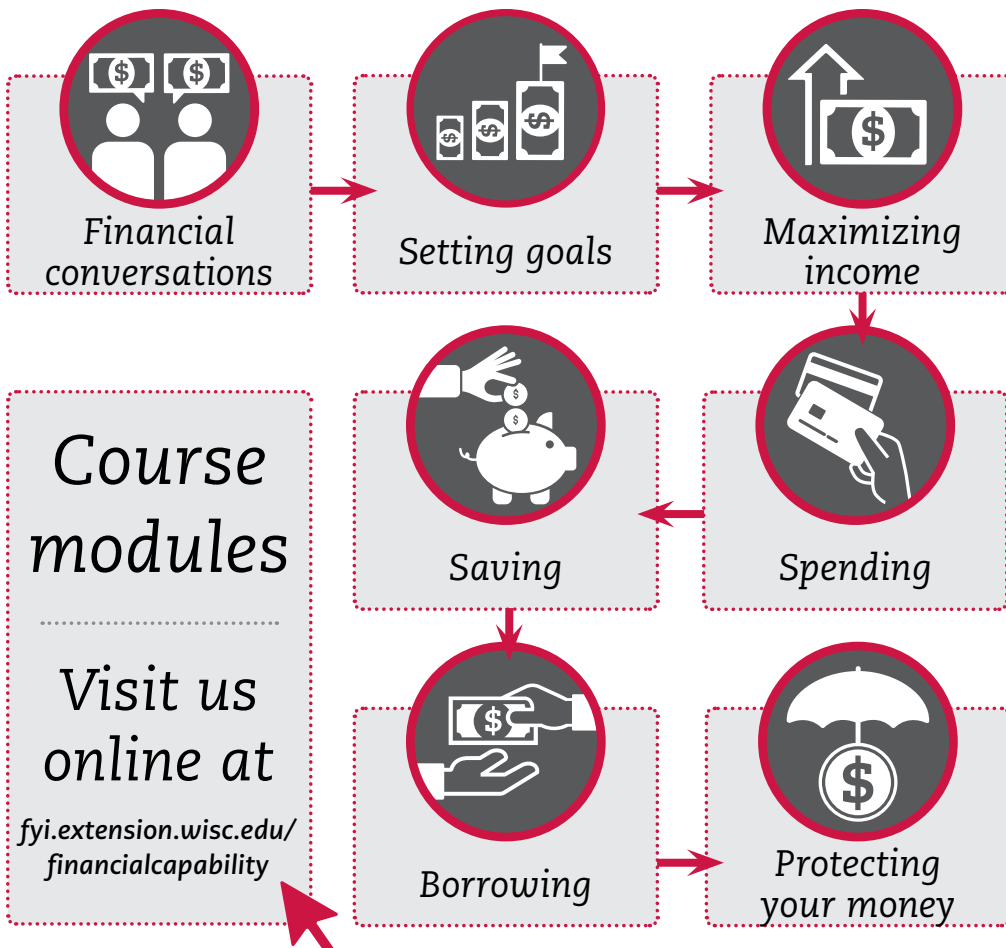 Financial
conversations
Setting goals
Maximizing
income
Course
modules
Visit us
online at
fyi.extension.wisc.edu/
financialcapability
Saving
Spending
Borrowing
Protecting
your money